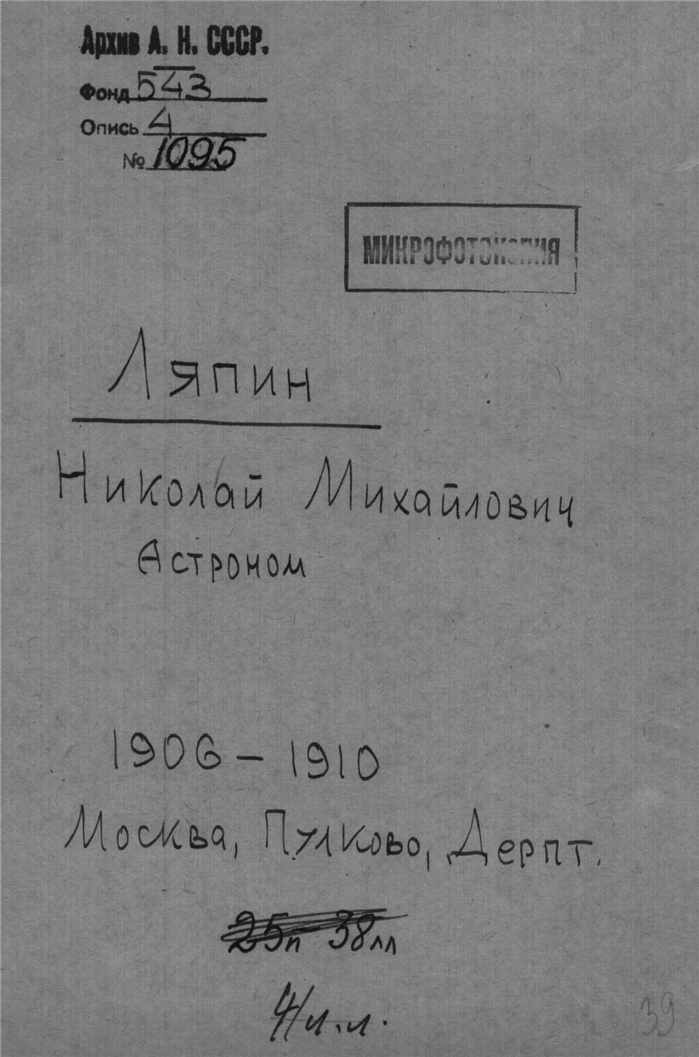 Архив А. Н. СССР.
Фонд 543
Опись 4
№ 1095
МИКРОФОТОКОПИЯ
Ляпин
Николай Михайлович
Астроном
1906 – 1910
Москва, Пулково, Дерпт.
25п 38лл
41 л.л.
39